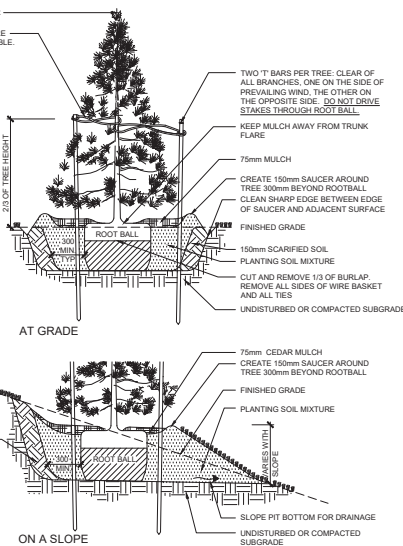 E
BLE.
TWO 'T' BARS PER TREE: CLEAR OF
ALL BRANCHES, ONE ON THE SIDE OF
PREVAILING WIND, THE OTHER ON
THE OPPOSITE SIDE. DO NOT DRIVE
STAKES THROUGH ROOT BALL.
KEEP MULCH AWAY FROM TRUNK
FLARE
75mm MULCH
CREATE 150mm SAUCER AROUND
TREE 300mm BEYOND ROOTBALL
CLEAN SHARP EDGE BETWEEN EDGE
OF SAUCER AND ADJACENT SURFACE
FINISHED GRADE
150mm SCARIFIED SOIL
PLANTING SOIL MIXTURE
CUT AND REMOVE 1/3 OF BURLAP.
REMOVE ALL SIDES OF WIRE BASKET
AND ALL TIES
UNDISTURBED OR COMPACTED SUBGRADE
2/3 OF TREE HEIGHT
300
MIN.
TYP.
ROOT BALL
AT GRADE
75mm CEDAR MULCH
CREATE 150mm SAUCER AROUND
TREE 300mm BEYOND ROOTBALL
FINISHED GRADE
PLANTING SOIL MIXTURE
VARIES WITH
SLOPE
300
MIN.
ROOT BALL
SLOPE PIT BOTTOM FOR DRAINAGE
UNDISTURBED OR COMPACTED
SUBGRADE
ON A SLOPE